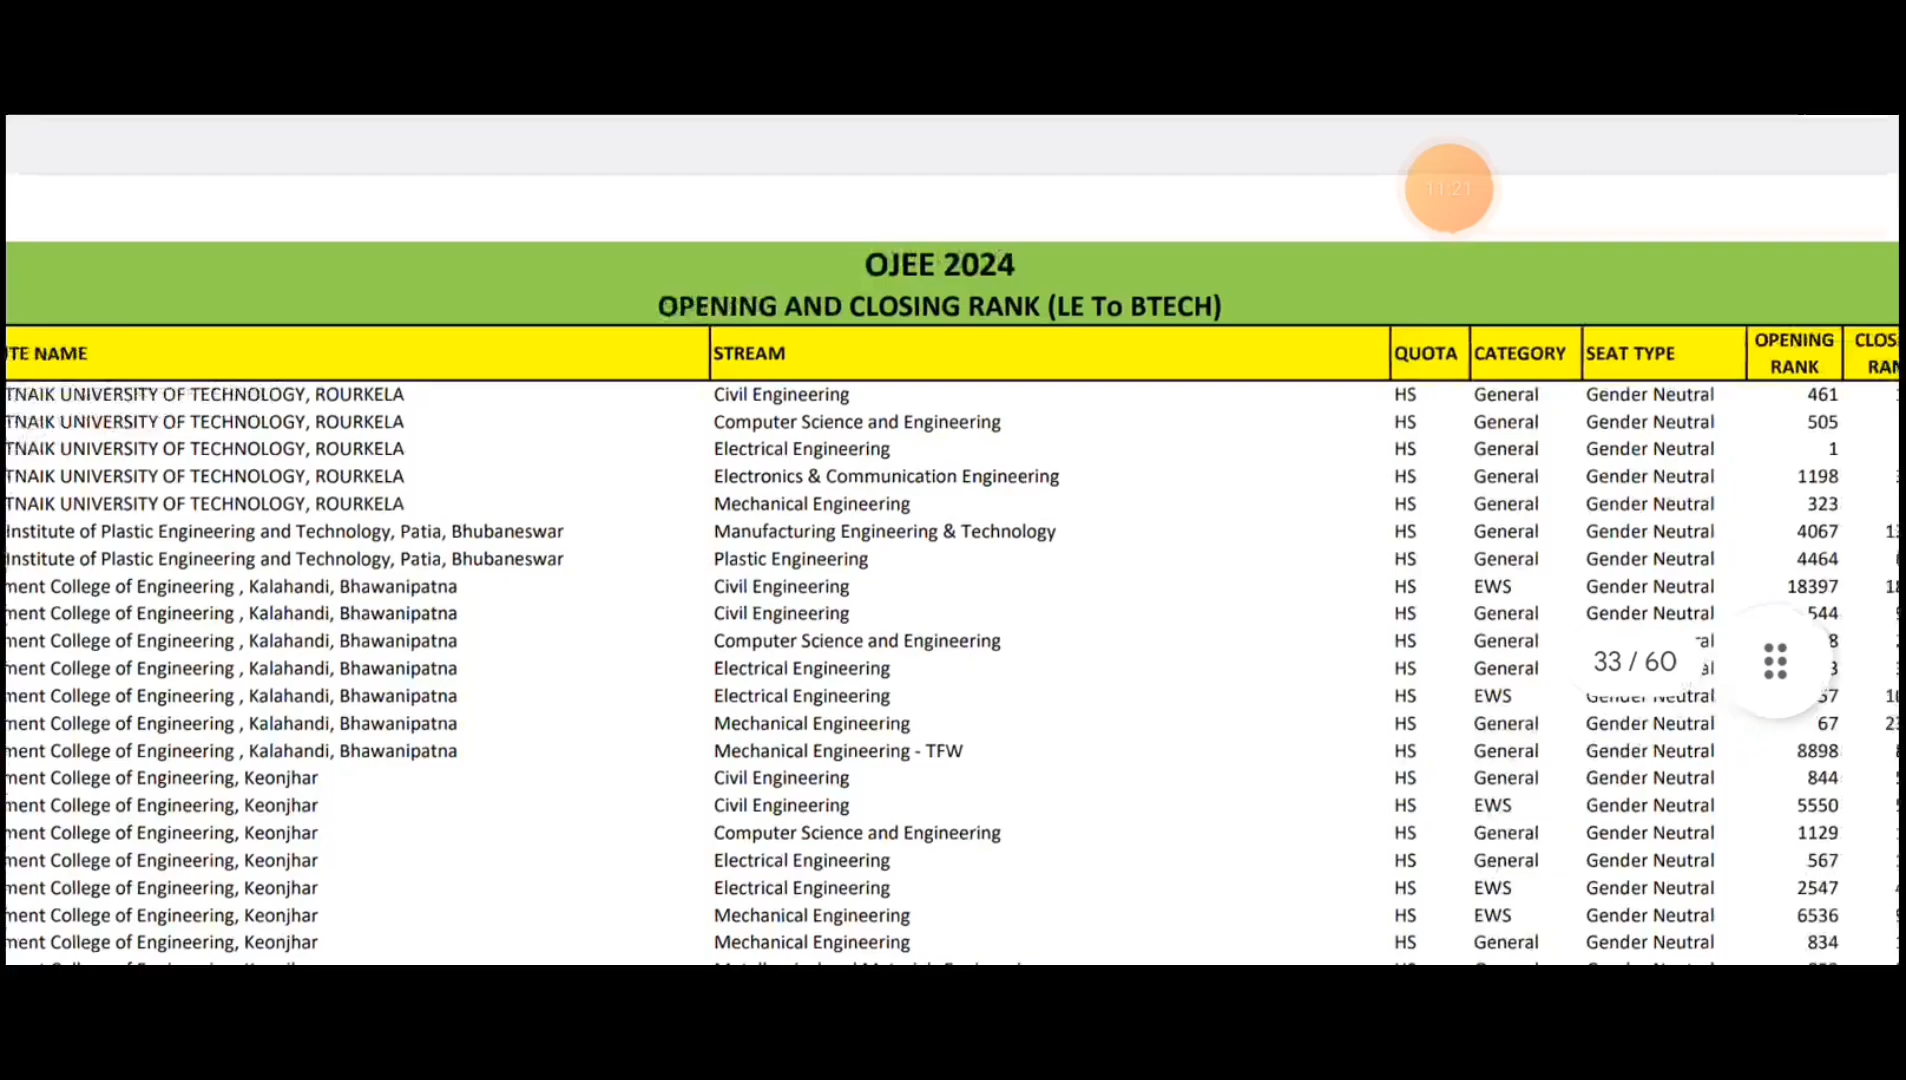 11:21
OJEE 2024
OPENING AND CLOSING RANK (LE To BTECH)
TE NAME STREAM QUOTA CATEGORY SEAT TYPE OPENING RANK CLOS RAN
TNAIK UNIVERSITY OF TECHNOLOGY, ROURKELA Civil Engineering HS General Gender Neutral 461
TNAIK UNIVERSITY OF TECHNOLOGY, ROURKELA Computer Science and Engineering HS General Gender Neutral 505
TNAIK UNIVERSITY OF TECHNOLOGY, ROURKELA Electrical Engineering HS General Gender Neutral 1
TNAIK UNIVERSITY OF TECHNOLOGY, ROURKELA Electronics & Communication Engineering HS General Gender Neutral 1198
TNAIK UNIVERSITY OF TECHNOLOGY, ROURKELA Mechanical Engineering HS General Gender Neutral 323
Institute of Plastic Engineering and Technology, Patia, Bhubaneswar Manufacturing Engineering & Technology HS General Gender Neutral 4067
Institute of Plastic Engineering and Technology, Patia, Bhubaneswar Plastic Engineering HS General Gender Neutral 4464
ment College of Engineering , Kalahandi, Bhawanipatna Civil Engineering HS EWS Gender Neutral 18397
ment College of Engineering , Kalahandi, Bhawanipatna Civil Engineering HS General Gender Neutral 544
ment College of Engineering , Kalahandi, Bhawanipatna Computer Science and Engineering HS General
ment College of Engineering , Kalahandi, Bhawanipatna Electrical Engineering HS General 33 / 60
ment College of Engineering , Kalahandi, Bhawanipatna Electrical Engineering HS EWS Gender Neutral
ment College of Engineering , Kalahandi, Bhawanipatna Mechanical Engineering HS General Gender Neutral 67
ment College of Engineering , Kalahandi, Bhawanipatna Mechanical Engineering - TFW HS General Gender Neutral 8898
ment College of Engineering, Keonjhar Civil Engineering HS General Gender Neutral 844
ment College of Engineering, Keonjhar Civil Engineering HS EWS Gender Neutral 5550
ment College of Engineering, Keonjhar Computer Science and Engineering HS General Gender Neutral 1129
ment College of Engineering, Keonjhar Electrical Engineering HS General Gender Neutral 567
ment College of Engineering, Keonjhar Electrical Engineering HS EWS Gender Neutral 2547
ment College of Engineering, Keonjhar Mechanical Engineering HS EWS Gender Neutral 6536
ment College of Engineering, Keonjhar Mechanical Engineering HS General Gender Neutral 834